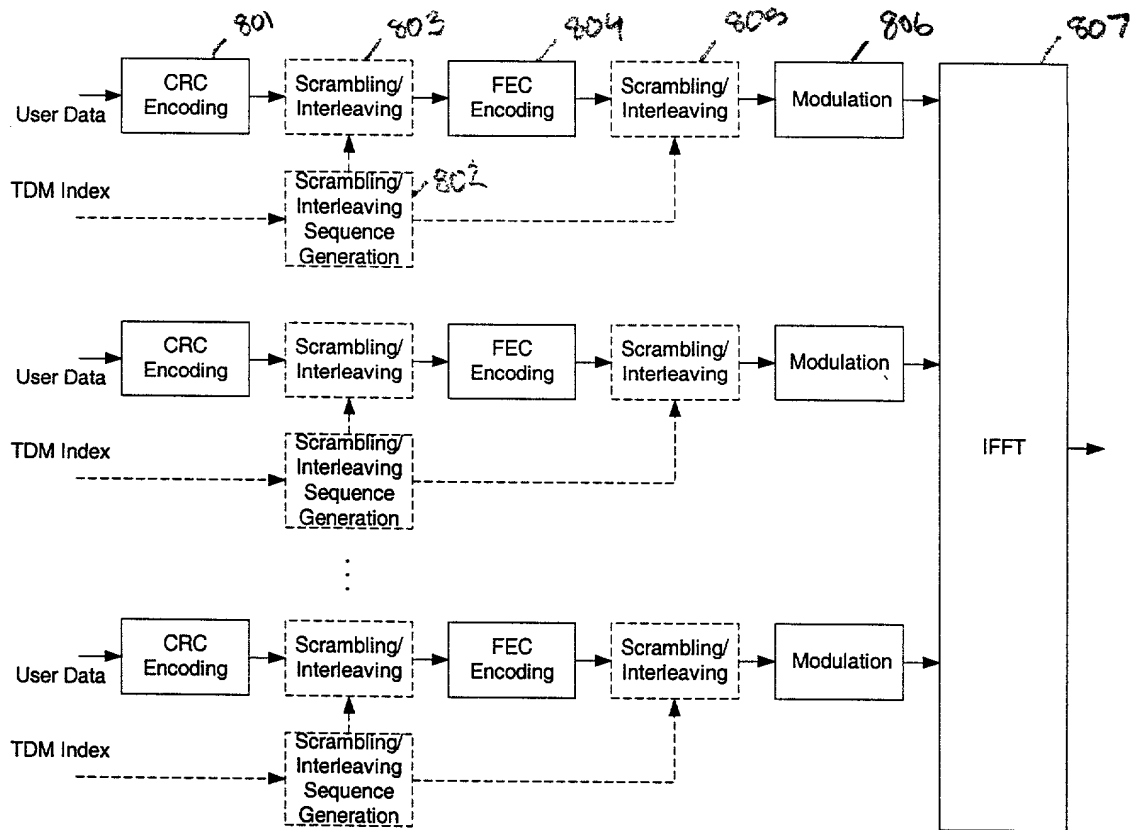 801
803
804
805
806
807
CRC
Encoding
Scrambling/
Interleaving
FEC
Encoding
Scrambling/
Interleaving
Modulation
User Data
TDM Index
802
Scrambling/
Interleaving
Sequence
Generation
CRC
Encoding
Scrambling/
Interleaving
FEC
Encoding
Scrambling/
Interleaving
Modulation
User Data
IFFT
TDM Index
Scrambling/
Interleaving
Sequence
Generation
CRC
Encoding
Scrambling/
Interleaving
FEC
Encoding
Scrambling/
Interleaving
Modulation
User Data
TDM Index
Scrambling/
Interleaving
Sequence
Generation